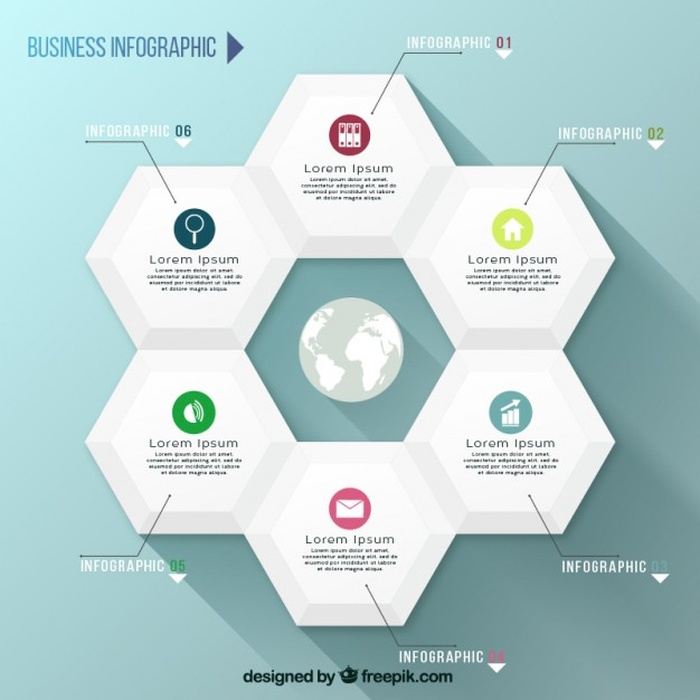 BUSINESS INFOGRAPHIC
INFOGRAPHIC 01
Lorem Ipsum
Lorem ipsum dolor sit amet,
consectetur adipiscing elit, sed do
eiusmod tempor incididunt ut labore et
dolore magna aliqua.
INFOGRAPHIC 02
Lorem Ipsum
Lorem ipsum dolor sit amet,
consectetur adipiscing elit, sed do
eiusmod tempor incididunt ut labore et
dolore magna aliqua.
INFOGRAPHIC 03
Lorem Ipsum
Lorem ipsum dolor sit amet,
consectetur adipiscing elit, sed do
eiusmod tempor incididunt ut labore et
dolore magna aliqua.
INFOGRAPHIC 04
Lorem Ipsum
Lorem ipsum dolor sit amet,
consectetur adipiscing elit, sed do
eiusmod tempor incididunt ut labore et
dolore magna aliqua.
INFOGRAPHIC 05
Lorem Ipsum
Lorem ipsum dolor sit amet,
consectetur adipiscing elit, sed do
eiusmod tempor incididunt ut labore et
dolore magna aliqua.
INFOGRAPHIC 06
Lorem Ipsum
Lorem ipsum dolor sit amet,
consectetur adipiscing elit, sed do
eiusmod tempor incididunt ut labore et
dolore magna aliqua.
designed by freepik.com